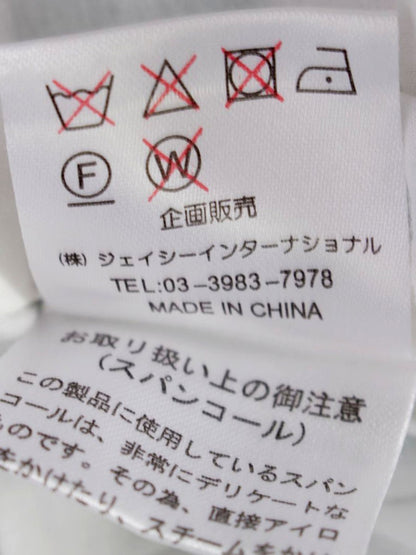 F W
企画販売
(株) ジェイシーインターナショナル
TEL:03-3983-7978
MADE IN CHINA
お取り扱い上の御注意
(スパンコール)
この製品に使用しているスパン
コールは、非常にデリケートな
ものです。その為、直接アイロ
をかけたり、スチームを